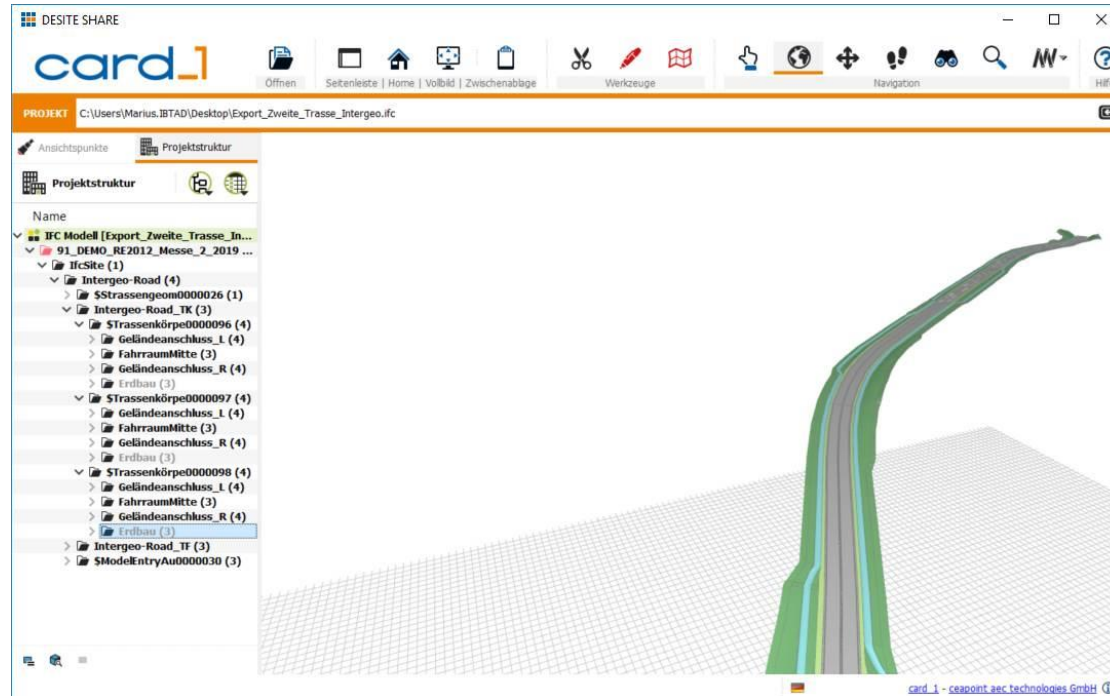 DESITE SHARE
card_1
Öffnen
Seitenleiste | Home | Vollbild | Zwischenablage
Werkzeuge
Navigation
Hilf
PROJEKT C:\Users\Marius.IBTAD\Desktop\Export_Zweite_Trasse_Intergeo.ifc
Ansichtspunkte
Projektstruktur
Projektstruktur
Name
IFC Modell [Export_Zweite_Trasse_In...
91_DEMO_RE2012_Messe_2_2019 ...
IfcSite (1)
Intergeo-Road (4)
$Strassengeom0000026 (1)
Intergeo-Road_TK (3)
$Trassenkörpe0000096 (4)
Geländeanschluss_L (4)
FahrraumMitte (3)
Geländeanschluss_R (4)
Erdbau (3)
$Trassenkörpe0000097 (4)
Geländeanschluss_L (4)
FahrraumMitte (3)
Geländeanschluss_R (4)
Erdbau (3)
$Trassenkörpe0000098 (4)
Geländeanschluss_L (4)
FahrraumMitte (3)
Geländeanschluss_R (4)
Erdbau (3)
Intergeo-Road_TF (3)
$ModelEntryAu0000030 (3)
card_1 - ceapoint aec technologies GmbH